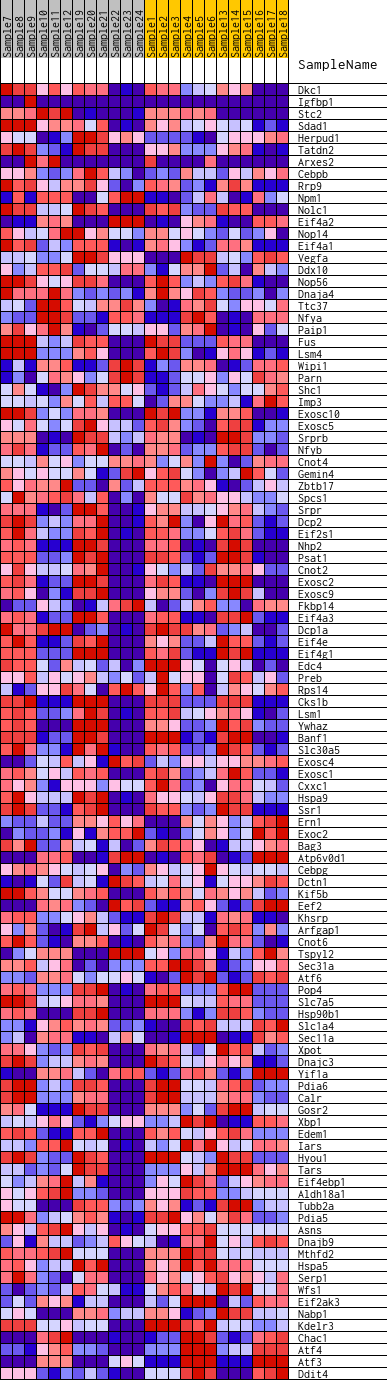 Sample7
Sample8
Sample9
Sample10
Sample11
Sample12
Sample19
Sample20
Sample21
Sample22
Sample23
Sample24
Sample1
Sample2
Sample3
Sample4
Sample5
Sample6
Sample13
Sample14
Sample15
Sample16
Sample17
Sample18
SampleName
Dkc1
Igfbp1
Stc2
Sdad1
Herpud1
Tatdn2
Arxes2
Cebpb
Rrp9
Npm1
Nolc1
Eif4a2
Nop14
Eif4a1
Vegfa
Ddx10
Nop56
Dnaja4
Ttc37
Nfya
Paip1
Fus
Lsm4
Wipi1
Parn
Shc1
Imp3
Exosc10
Exosc5
Srprb
Nfyb
Cnot4
Gemin4
Zbtb17
Spcs1
Srpr
Dcp2
Eif2s1
Nhp2
Psat1
Cnot2
Exosc2
Exosc9
Fkbp14
Eif4a3
Dcp1a
Eif4e
Eif4g1
Edc4
Preb
Rps14
Cks1b
Lsm1
Ywhaz
Banf1
Slc30a5
Exosc4
Exosc1
Cxxc1
Hspa9
Ssr1
Ern1
Exoc2
Bag3
Atp6v0d1
Cebpg
Dctn1
Kif5b
Eef2
Khsrp
Arfgap1
Cnot6
Tspyl2
Sec31a
Atf6
Pop4
Slc7a5
Hsp90b1
Slc1a4
Sec11a
Xpot
Dnajc3
Yif1a
Pdia6
Calr
Gosr2
Xbp1
Edem1
Iars
Hyou1
Tars
Eif4ebp1
Aldh18a1
Tubb2a
Pdia5
Asns
Dnajb9
Mthfd2
Hspa5
Serp1
Wfs1
Eif2ak3
Nabp1
Kdelr3
Chac1
Atf4
Atf3
Ddit4